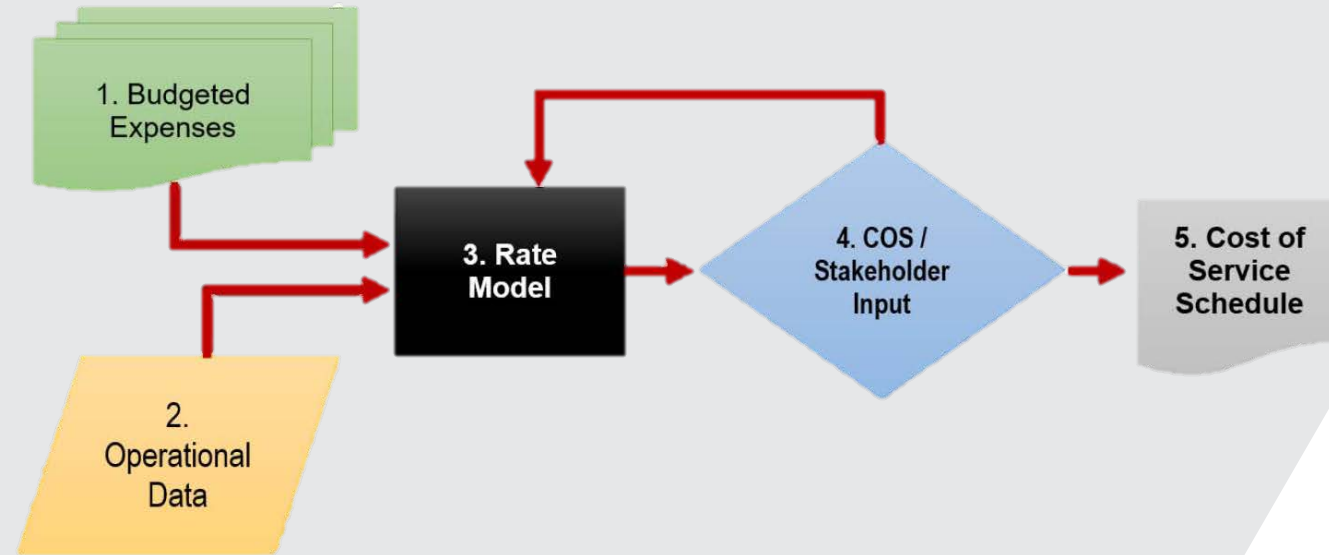 1. Budgeted
Expenses
2.
Operational
Data
3. Rate
Model
4. COS /
Stakeholder
Input
5. Cost of
Service
Schedule